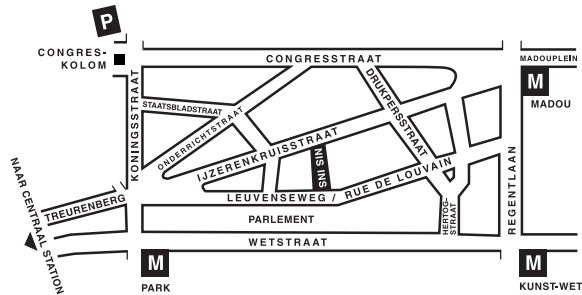 P
CONGRES-
KOLOM
CONGRESSTRAAT
MADOUPLEIN
M
MADOU
KONINGSSTRAAT
STAATSBLADSTRAAT
ONDERRICHTSTRAAT
DRUKPERSSTRAAT
IJZERENKRUISSTRAAT
NIS INS
REGENTLAAN
NAAR CENTRAAL STATION
TREURENBERG
LEUVENSEWEG / RUE DE LOUVAIN
HERTOG-
STRAAT
PARLEMENT
WETSTRAAT
M
PARK
M
KUNST-WET